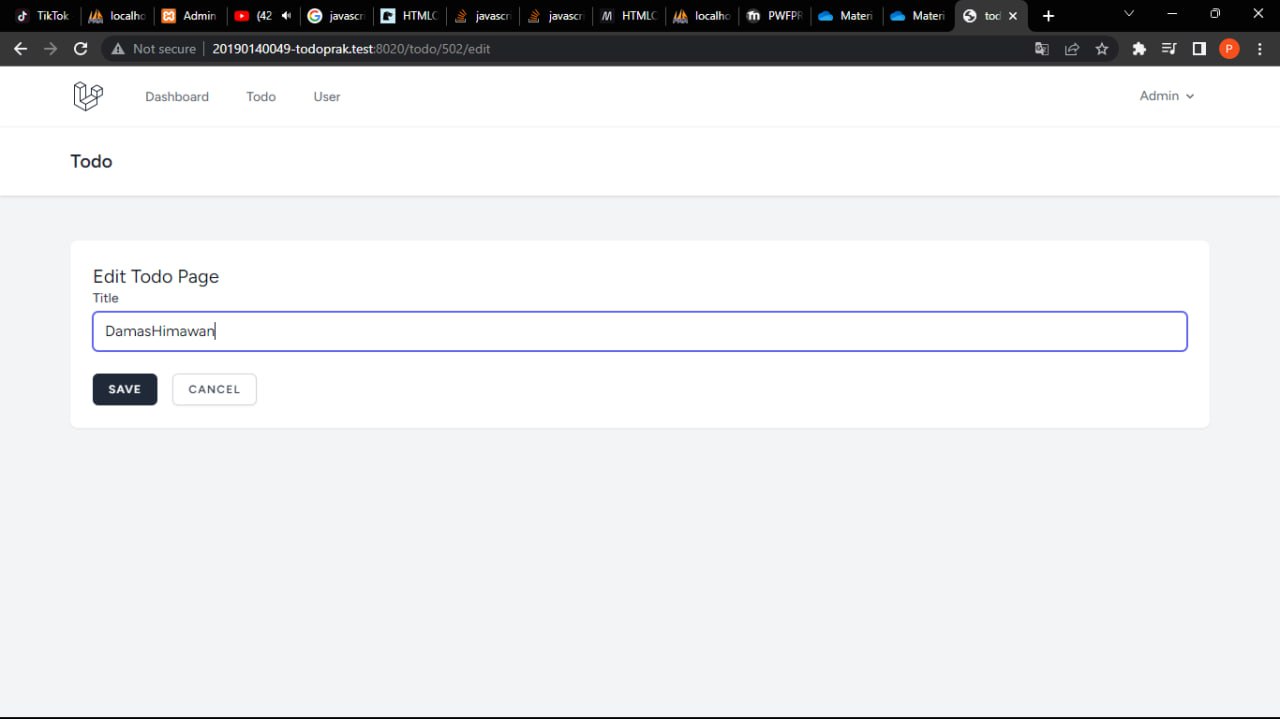 TikTok localho Admin (42 javascr HTMLC javascr javascr HTMLC localho PWFPR Materi Materi tod
Not secure 20190140049-todoprak.test:8020/todo/502/edit P
Dashboard Todo User Admin
Todo
Edit Todo Page
Title
DamasHimawan
SAVE CANCEL